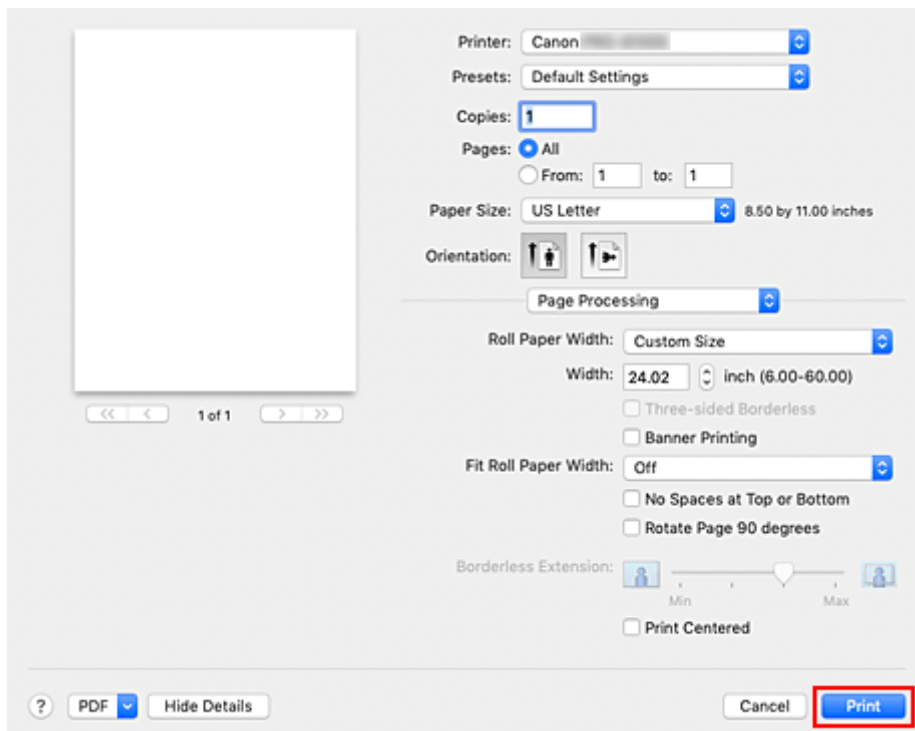 Printer: Canon
Presets: Default Settings
Copies: 1
Pages: All
From: 1 to: 1
Paper Size: US Letter 8.50 by 11.00 inches
Orientation:
Page Processing
Roll Paper Width: Custom Size
Width: 24.02 inch (6.00-60.00)
Three-sided Borderless
Banner Printing
Fit Roll Paper Width: Off
No Spaces at Top or Bottom
Rotate Page 90 degrees
Borderless Extension:
Min Max
Print Centered
1 of 1
? PDF Hide Details Cancel Print